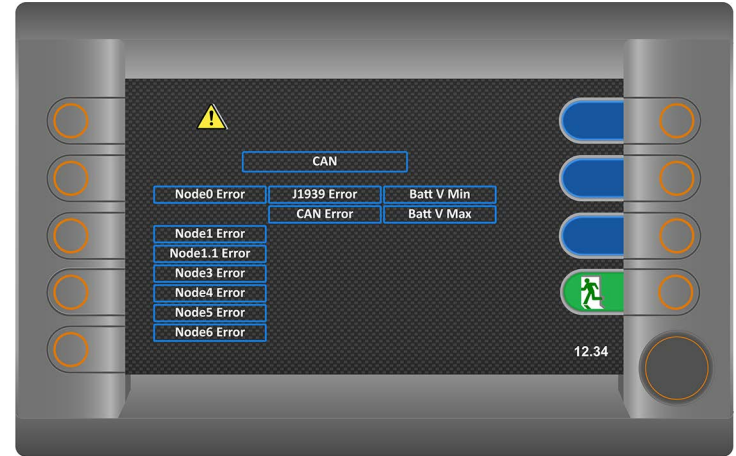 CAN
Node0 Error J1939 Error Batt V Min
CAN Error Batt V Max
Node1 Error
Node1.1 Error
Node3 Error
Node4 Error
Node5 Error
Node6 Error
12.34